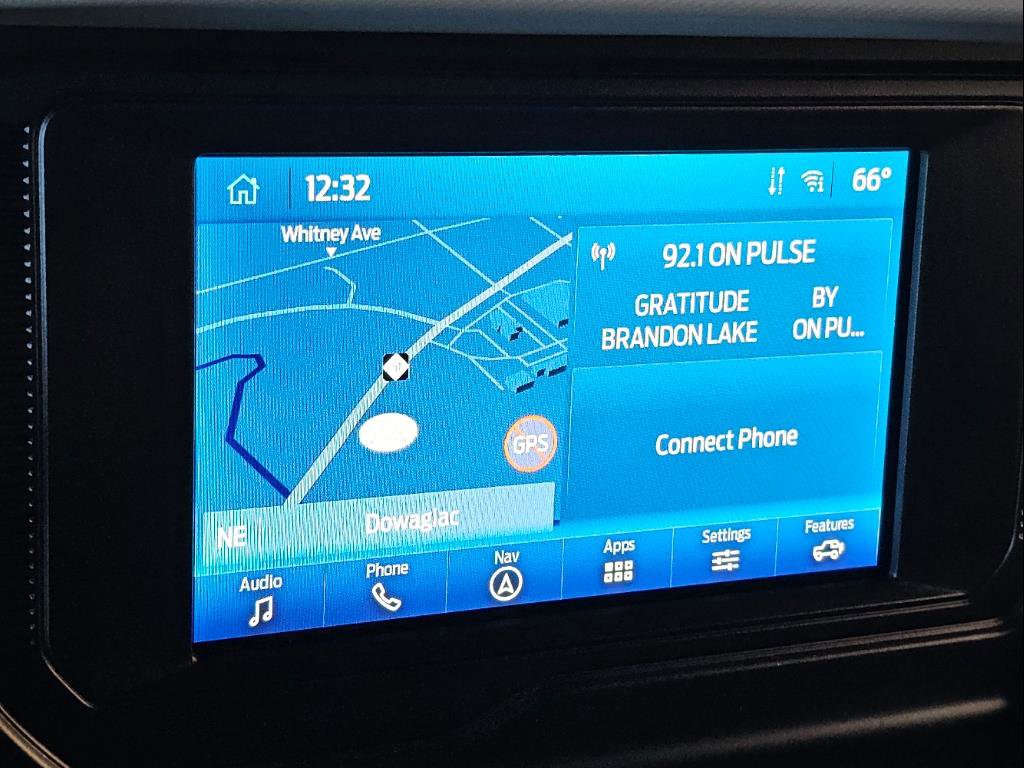 12:32
66°
Whitney Ave
92.1 ON PULSE
GRATITUDE BY
BRANDON LAKE ON PU...
GPS
Connect Phone
NE Dowagiac
Audio Phone Nav Apps Settings Features